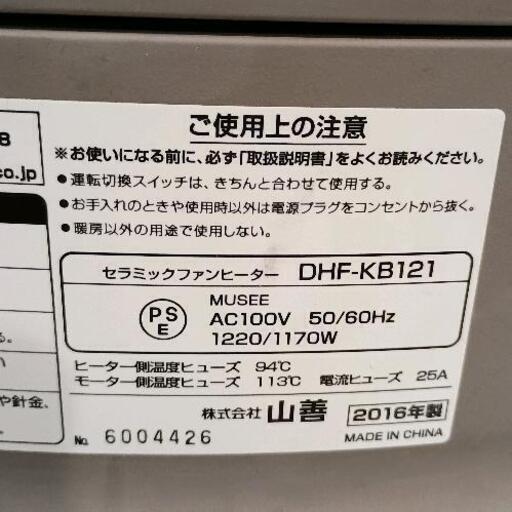 ご使用上の注意
※お使いになる前に、必ず「取扱説明書」をよくお読みください。
●運転切換スイッチは、きちんと合わせて使用する。
●お手入れのときや使用時以外は電源プラグをコンセントから抜く。
●暖房以外の用途で使用しない。
セラミックファンヒーター DHF-KB121
PSE
MUSEE
AC100V 50/60Hz
1220/1170W
ヒーター側温度ヒューズ 94℃
モーター側温度ヒューズ 113℃ 電流ヒューズ 25A
株式会社 山善 2016年製
No. 6004426 MADE IN CHINA
8
co.jp
る。
い
や針金、